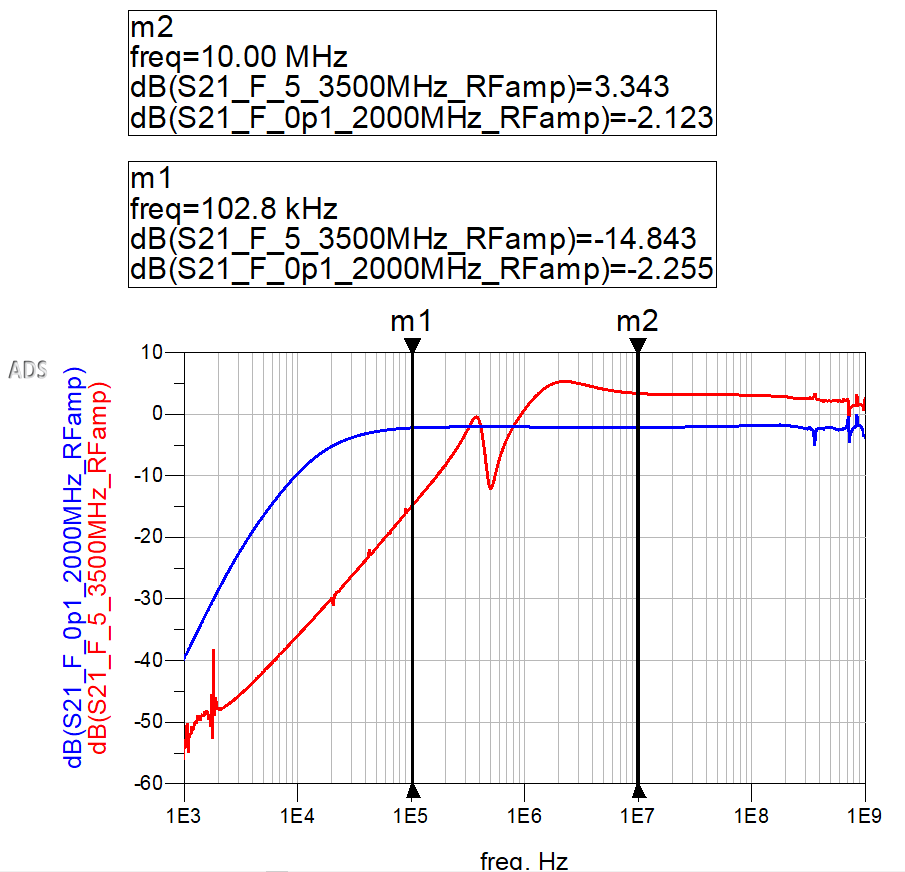 m2
freq=10.00 MHz
dB(S21_F_5_3500MHz_RFamp)=3.343
dB(S21_F_0p1_2000MHz_RFamp)=-2.123
m1
freq=102.8 kHz
dB(S21_F_5_3500MHz_RFamp)=-14.843
dB(S21_F_0p1_2000MHz_RFamp)=-2.255
m1 m2
ADS
dB(S21_F_0p1_2000MHz_RFamp)
dB(S21_F_5_3500MHz_RFamp)
10
0
-10
-20
-30
-40
-50
-60
1E3 1E4 1E5 1E6 1E7 1E8 1E9
freq, Hz